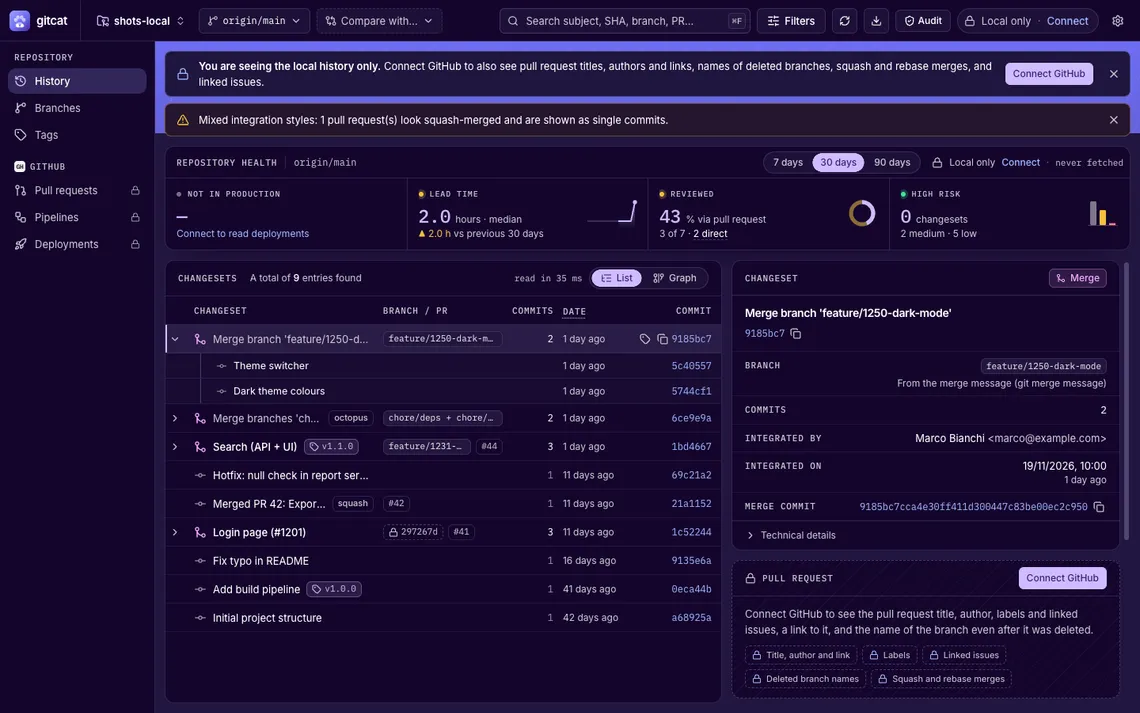 gitcat
shots-local
origin/main
Compare with...
Search subject, SHA, branch, PR...
⌘F
Filters
Audit
Local only · Connect
REPOSITORY
History
Branches
Tags
GH GITHUB
Pull requests
Pipelines
Deployments
You are seeing the local history only. Connect GitHub to also see pull request titles, authors and links, names of deleted branches, squash and rebase merges, and
linked issues.
Connect GitHub
Mixed integration styles: 1 pull request(s) look squash-merged and are shown as single commits.
REPOSITORY HEALTH origin/main
7 days 30 days 90 days
Local only Connect · never fetched
NOT IN PRODUCTION
—
Connect to read deployments
LEAD TIME
2.0 hours · median
▲ 2.0 h vs previous 30 days
REVIEWED
43 % via pull request
3 of 7 · 2 direct
HIGH RISK
0 changesets
2 medium · 5 low
CHANGESETS A total of 9 entries found
read in 35 ms
List Graph
CHANGESET BRANCH / PR COMMITS DATE COMMIT
Merge branch 'feature/1250-d... feature/1250-dark-m... 2 1 day ago 9185bc7
Theme switcher 1 day ago 5c40557
Dark theme colours 1 day ago 5744cf1
Merge branches 'ch... octopus chore/deps + chore/... 2 1 day ago 6ce9e9a
Search (API + UI) v1.1.0 feature/1231-... #44 3 1 day ago 1bd4667
Hotfix: null check in report ser... 1 11 days ago 69c21a2
Merged PR 42: Expor... squash #42 1 11 days ago 21a1152
Login page (#1201) 297267d #41 3 11 days ago 1c52244
Fix typo in README 1 16 days ago 9135e6a
Add build pipeline v1.0.0 1 41 days ago 0eca44b
Initial project structure 1 42 days ago a68925a
CHANGESET
Merge
Merge branch 'feature/1250-dark-mode'
9185bc7
BRANCH feature/1250-dark-mode
From the merge message (git merge message)
COMMITS 2
INTEGRATED BY Marco Bianchi <marco@example.com>
INTEGRATED ON 19/11/2026, 10:00
1 day ago
MERGE COMMIT 9185bc7cca4e30ff411d300447c83be00ec2c950
Technical details
PULL REQUEST
Connect GitHub
Connect GitHub to see the pull request title, author, labels and linked
issues, a link to it, and the name of the branch even after it was deleted.
Title, author and link Labels Linked issues
Deleted branch names Squash and rebase merges